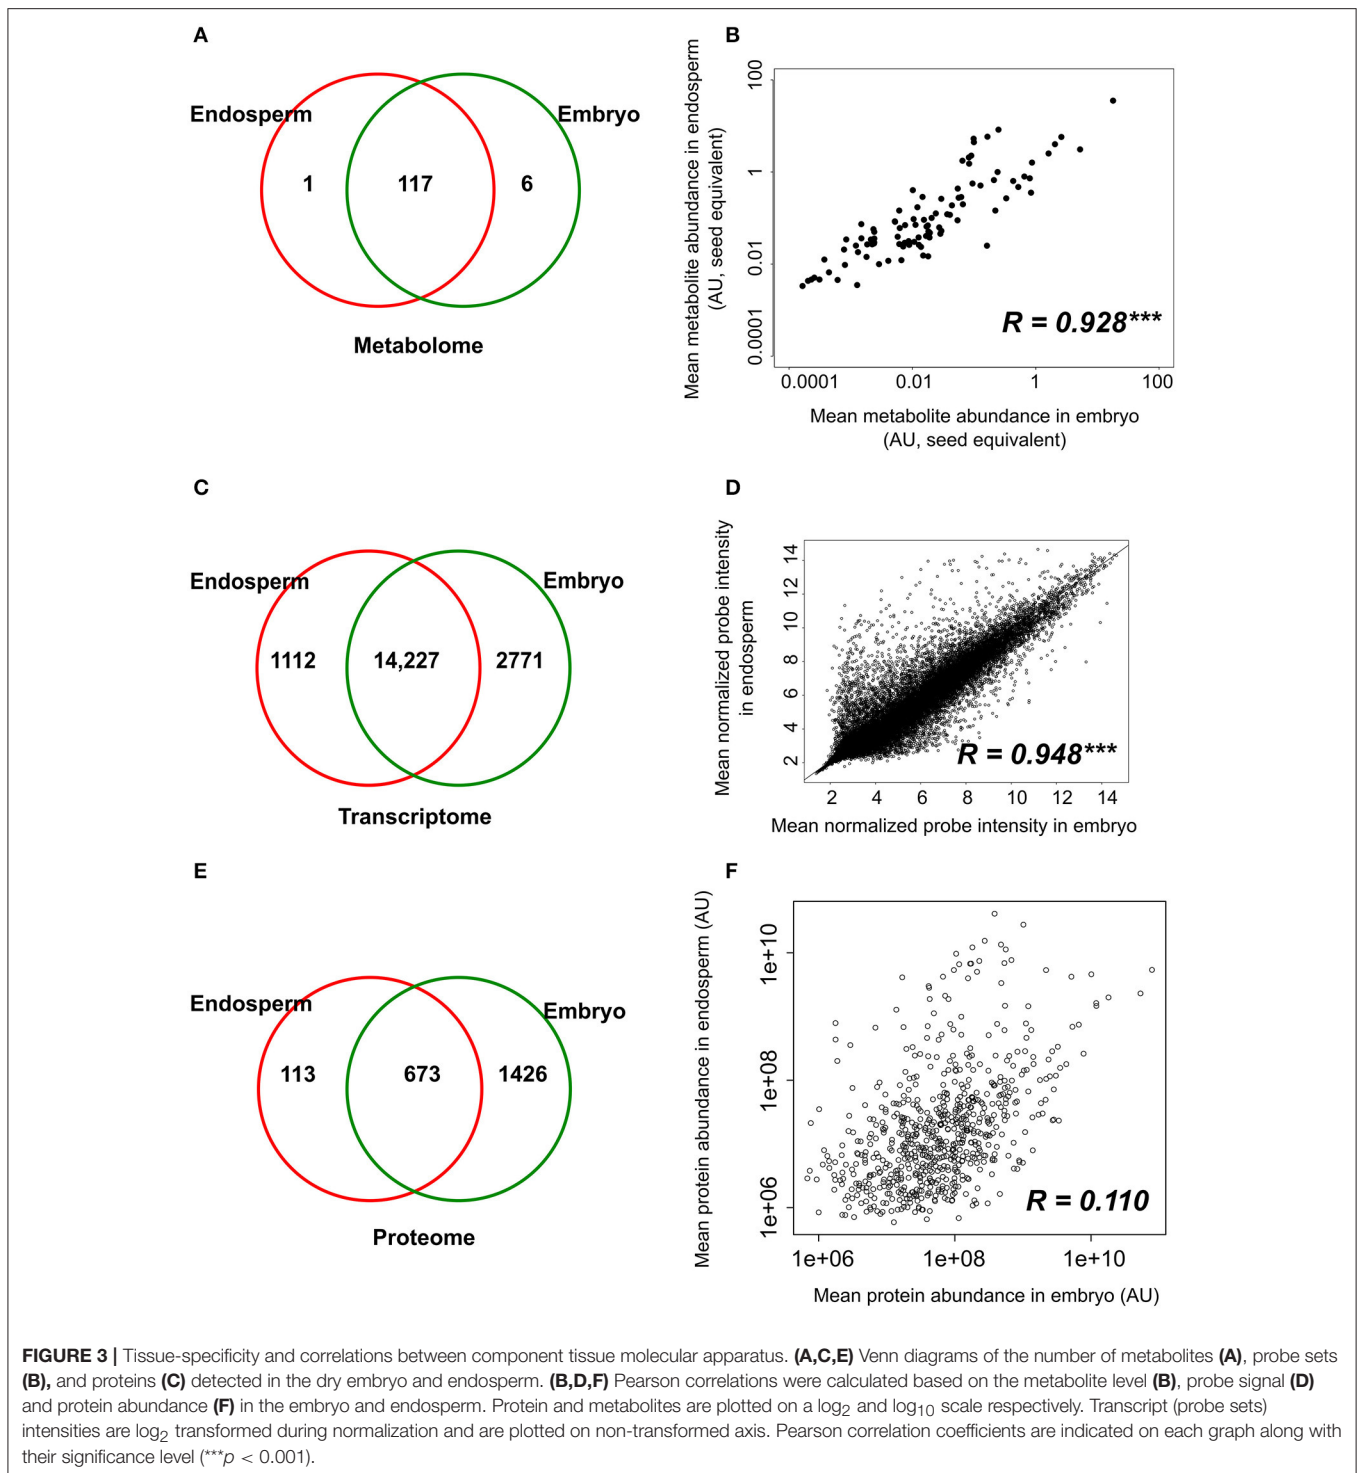 A
Endosperm
Embryo
1
117
6
Metabolome
B
Mean metabolite abundance in endosperm
(AU, seed equivalent)
100
1
0.01
0.0001
R = 0.928***
0.0001
0.01
1
100
Mean metabolite abundance in embryo
(AU, seed equivalent)
C
Endosperm
Embryo
1112
14,227
2771
Transcriptome
D
Mean normalized probe intensity
in endosperm
14
12
10
8
6
4
2
R = 0.948***
2
4
6
8
10
12
14
Mean normalized probe intensity in embryo
E
Endosperm
Embryo
113
673
1426
Proteome
F
Mean protein abundance in endosperm (AU)
1e+10
1e+08
1e+06
R = 0.110
1e+06
1e+08
1e+10
Mean protein abundance in embryo (AU)
FIGURE 3 | Tissue-specificity and correlations between component tissue molecular apparatus. (A,C,E) Venn diagrams of the number of metabolites (A), probe sets
(B), and proteins (C) detected in the dry embryo and endosperm. (B,D,F) Pearson correlations were calculated based on the metabolite level (B), probe signal (D)
and protein abundance (F) in the embryo and endosperm. Protein and metabolites are plotted on a log2 and log10 scale respectively. Transcript (probe sets)
intensities are log2 transformed during normalization and are plotted on non-transformed axis. Pearson correlation coefficients are indicated on each graph along with
their significance level (***p < 0.001).